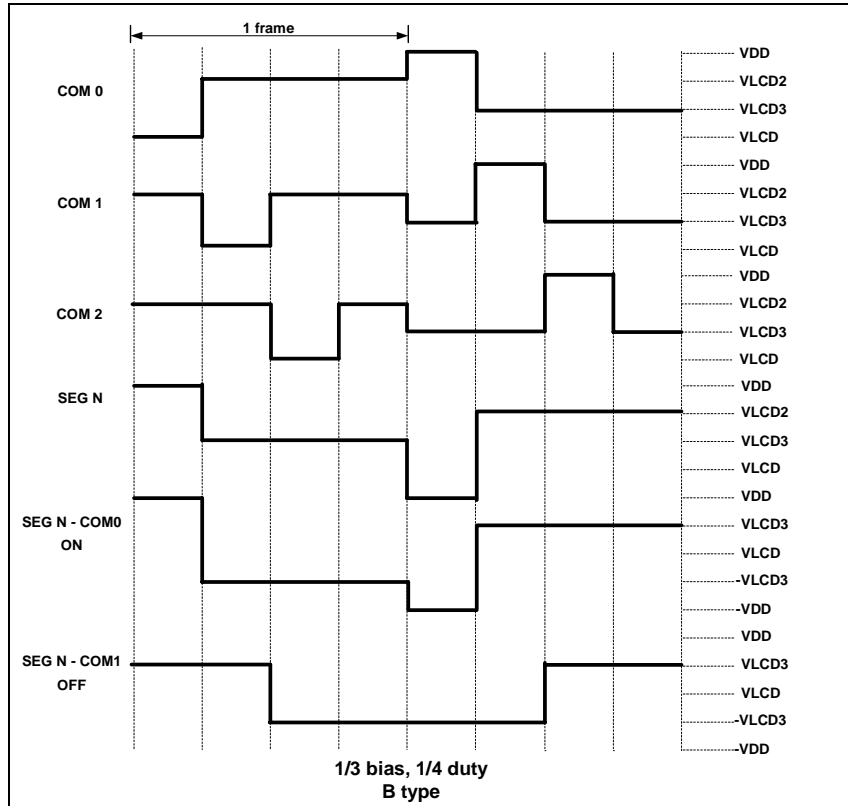 1 frame
COM 0
VDD
VLCD2
VLCD3
VLCD
COM 1
VDD
VLCD2
VLCD3
VLCD
COM 2
VDD
VLCD2
VLCD3
VLCD
SEG N
VDD
VLCD2
VLCD3
VLCD
SEG N - COM0
ON
VDD
VLCD3
VLCD
-VLCD3
-VDD
SEG N - COM1
OFF
VDD
VLCD3
VLCD
-VLCD3
-VDD
1/3 bias, 1/4 duty
B type